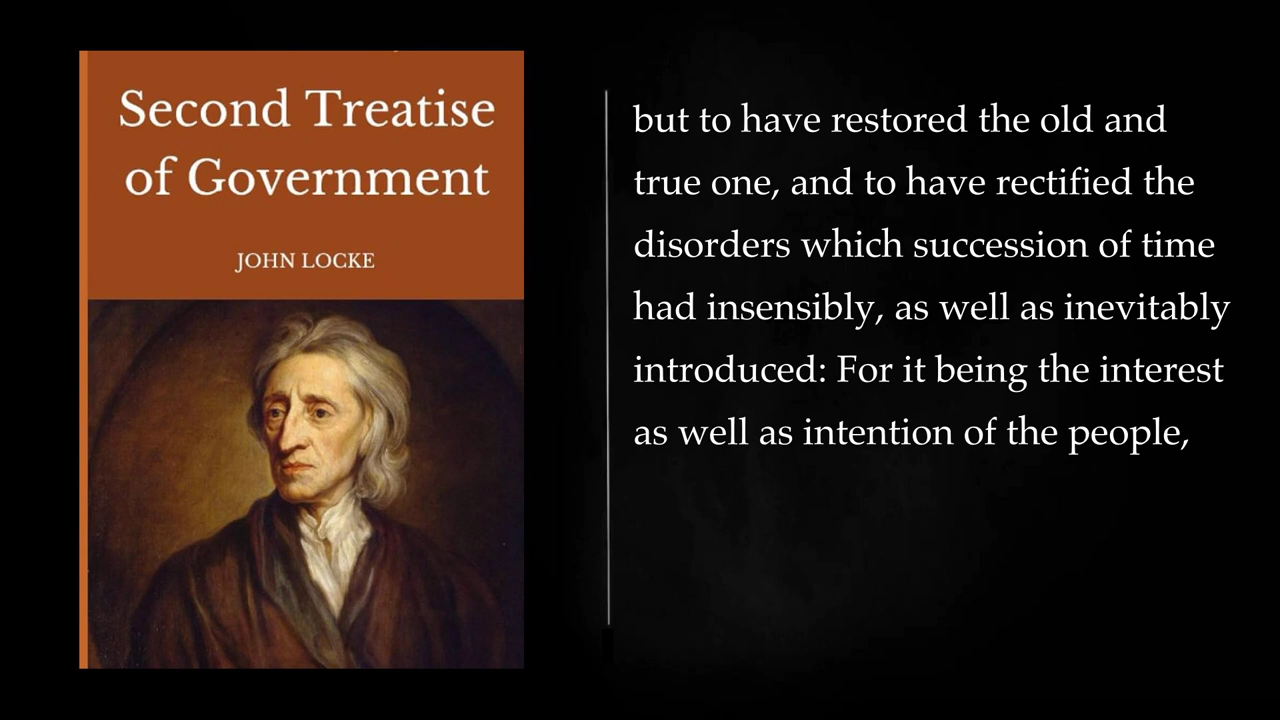 Second Treatise
of Government
JOHN LOCKE
but to have restored the old and
true one, and to have rectified the
disorders which succession of time
had insensibly, as well as inevitably
introduced: For it being the interest
as well as intention of the people,